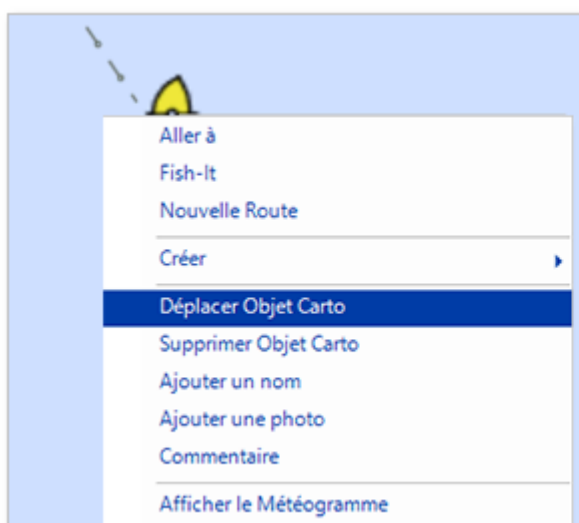 Aller à
Fish-It
Nouvelle Route
Créer
Déplacer Objet Carto
Supprimer Objet Carto
Ajouter un nom
Ajouter une photo
Commentaire
Afficher le Météogramme